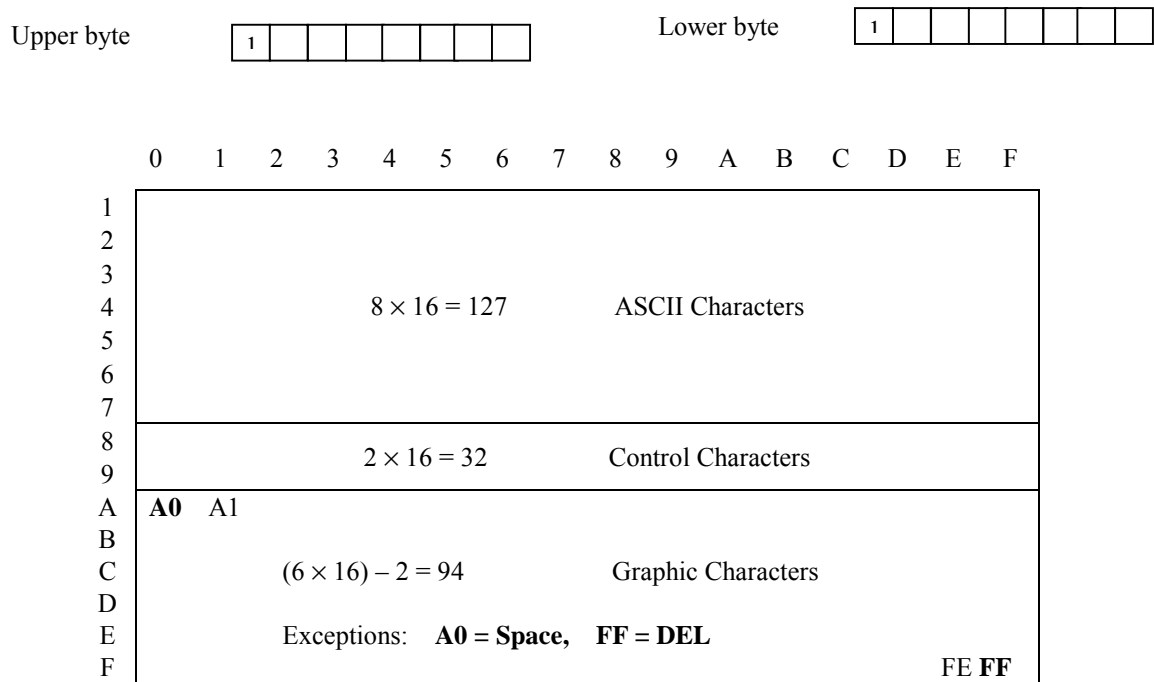 Upper byte 1 Lower byte 1
0 1 2 3 4 5 6 7 8 9 A B C D E F
1
2
3
4 8 × 16 = 127 ASCII Characters
5
6
7
8
2 × 16 = 32 Control Characters
9
A A0 A1
B
C (6 × 16) – 2 = 94 Graphic Characters
D
E Exceptions: A0 = Space, FF = DEL
F FE FF